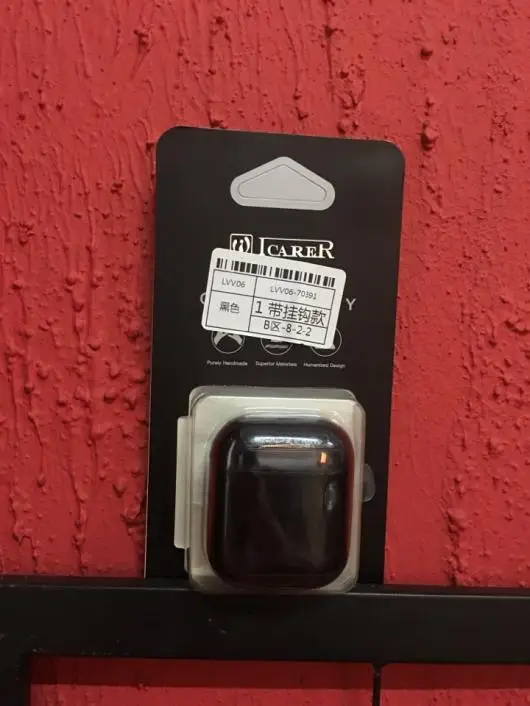 ICARER
LVV06
LVV06-70391
黑色
1 带挂钩款
B区-8-2-2
Purely Handmade
Superior Materials
Humanized Design